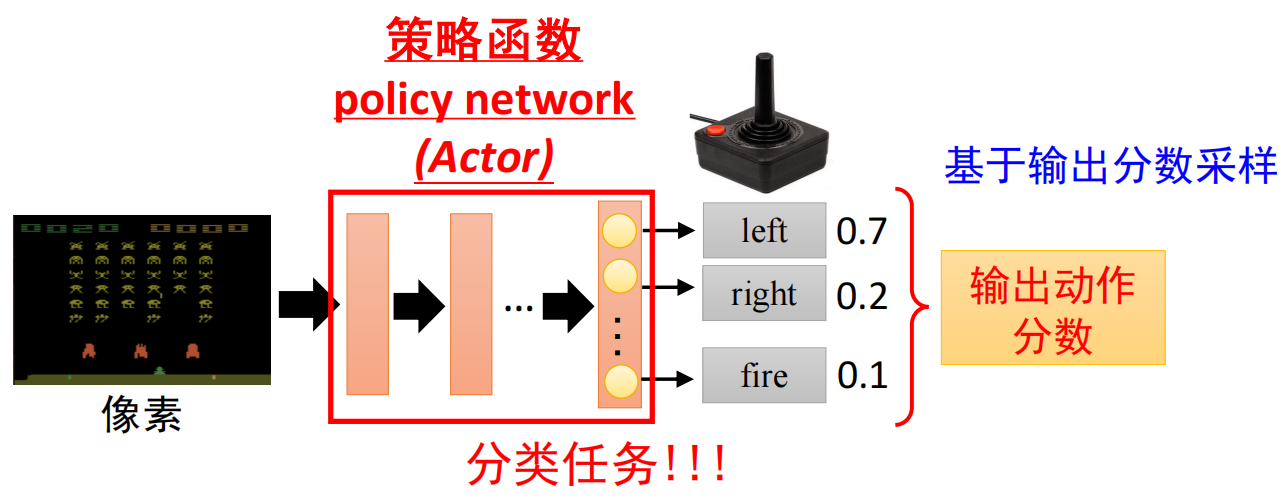 策略函数
policy network
(Actor)
基于输出分数采样
0020 0000
left 0.7
right 0.2
...
fire 0.1
输出动作
分数
像素
分类任务!!!